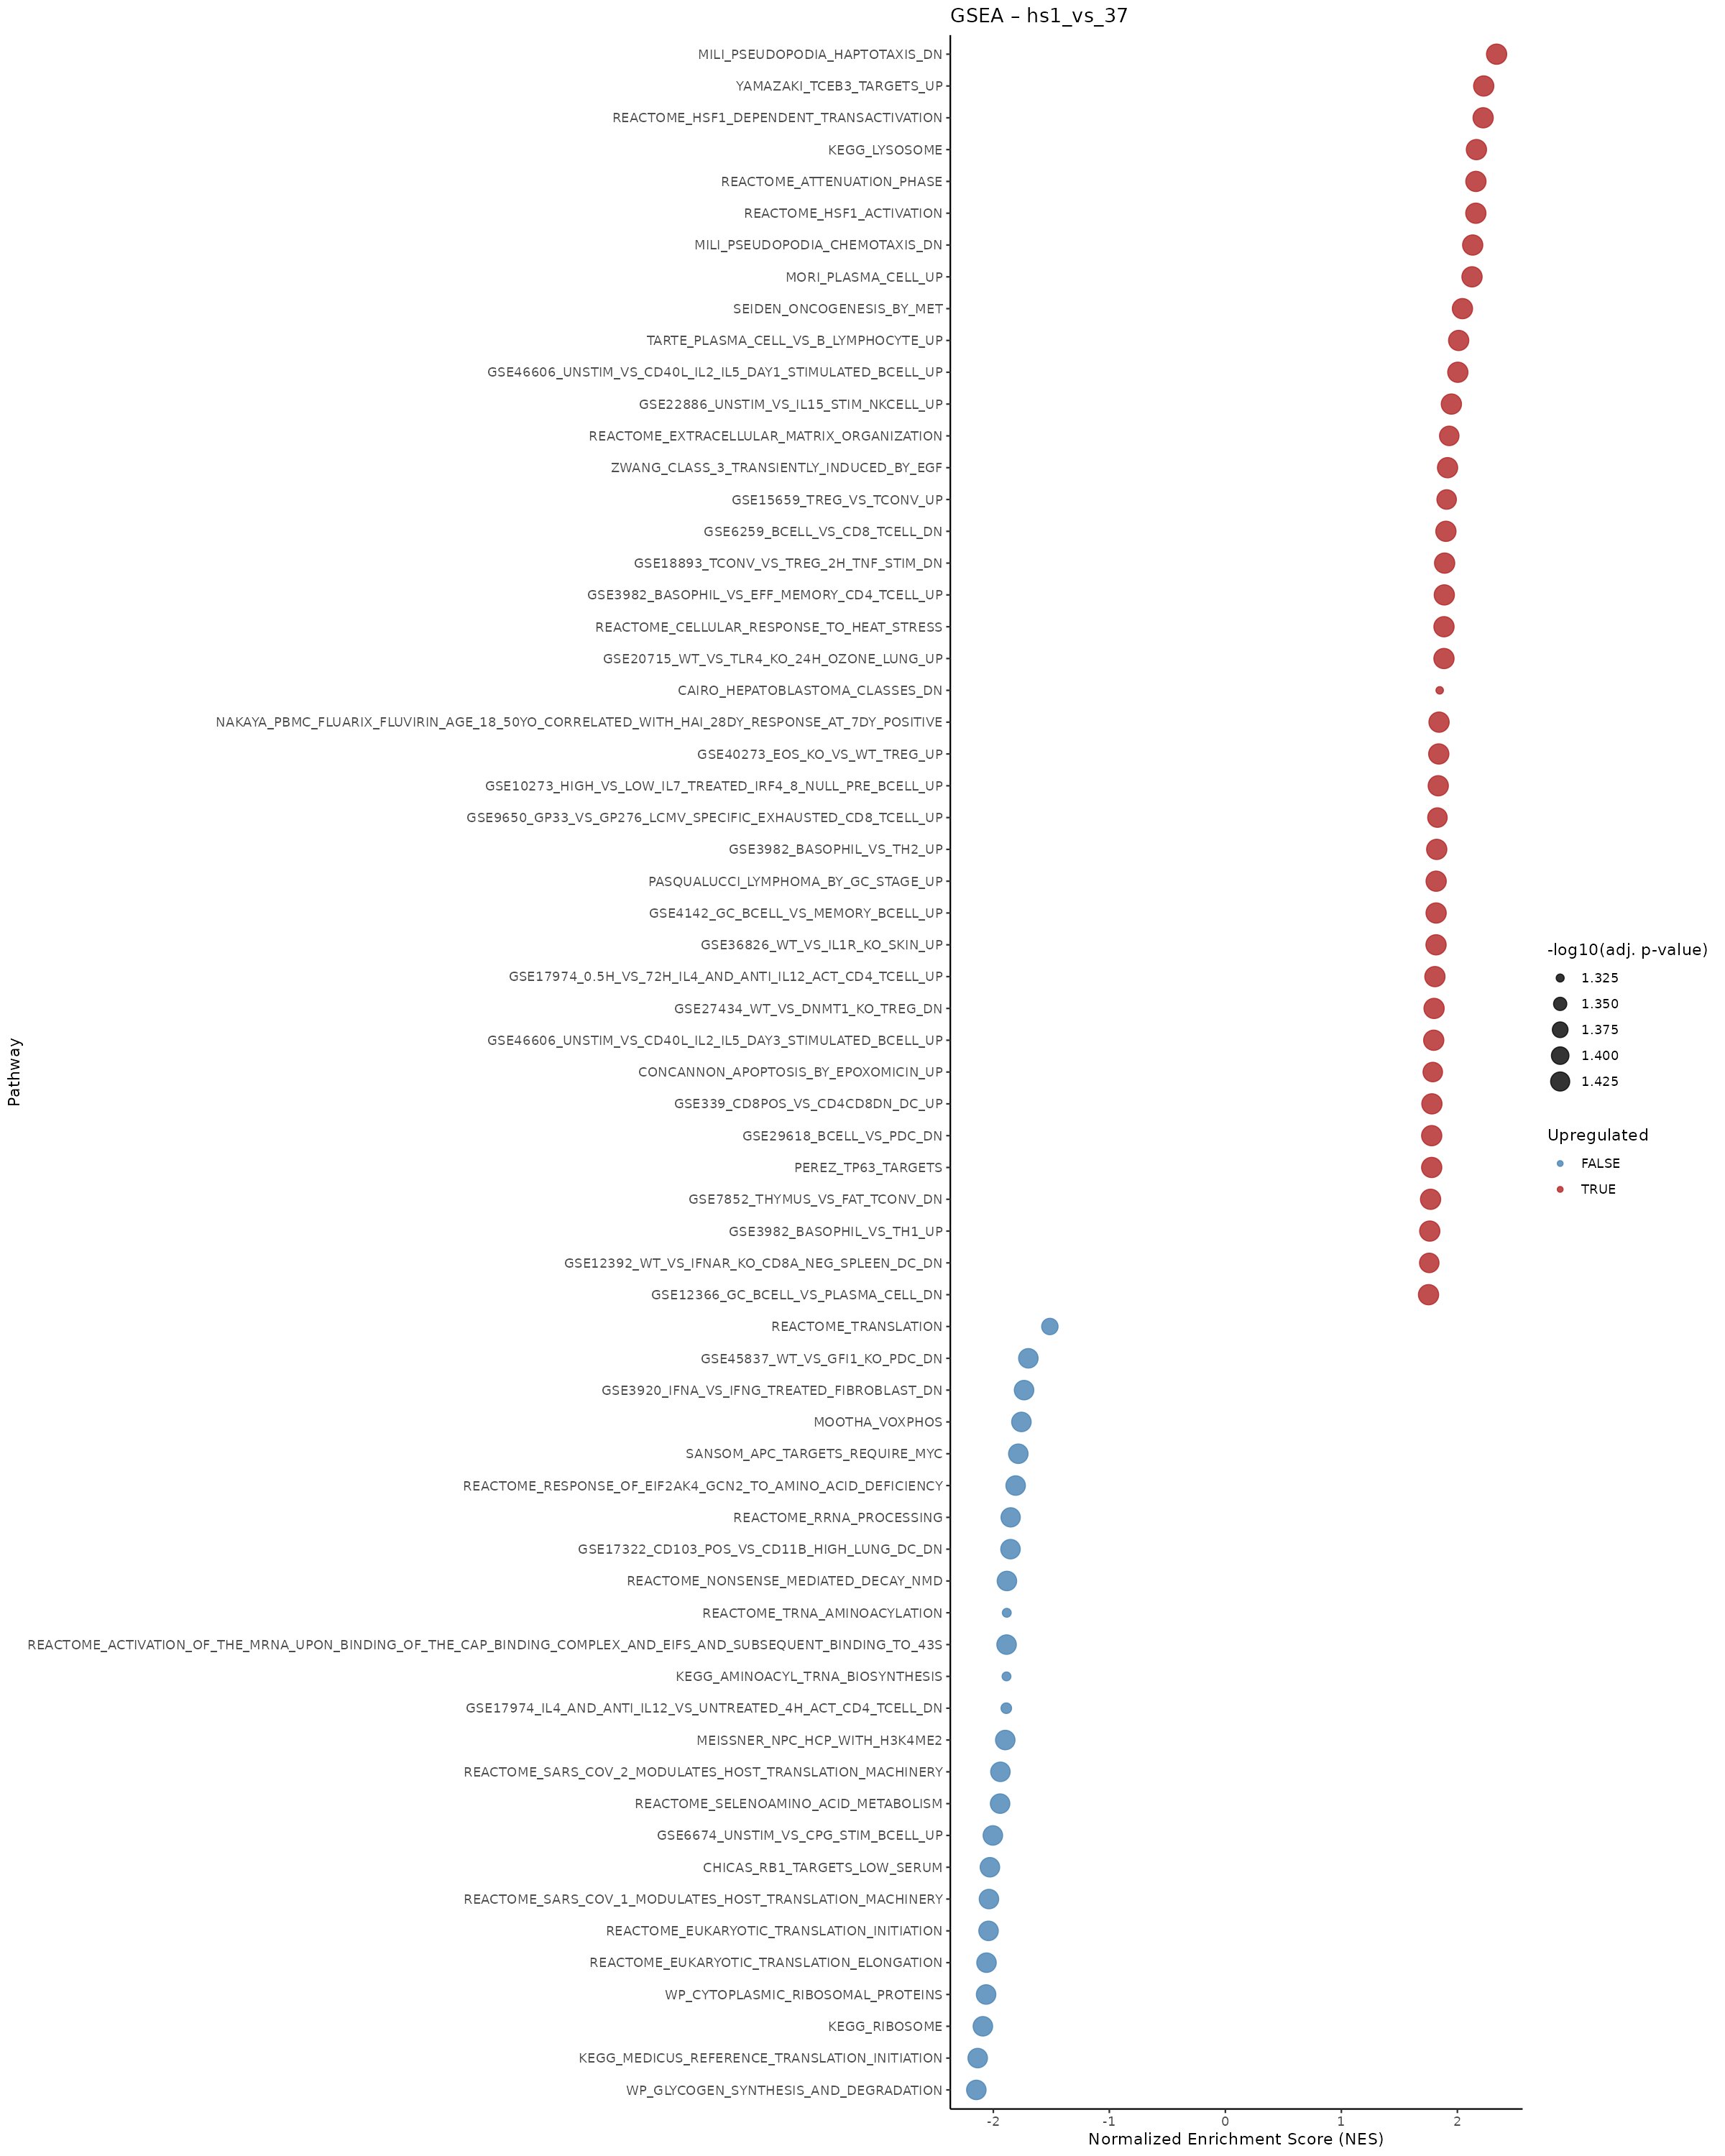 GSEA – hs1_vs_37
MILI_PSEUDOPODIA_HAPTOTAXIS_DN
YAMAZAKI_TCEB3_TARGETS_UP
REACTOME_HSF1_DEPENDENT_TRANSACTIVATION
KEGG_LYSOSOME
REACTOME_ATTENUATION_PHASE
REACTOME_HSF1_ACTIVATION
MILI_PSEUDOPODIA_CHEMOTAXIS_DN
MORI_PLASMA_CELL_UP
SEIDEN_ONCOGENESIS_BY_MET
TARTE_PLASMA_CELL_VS_B_LYMPHOCYTE_UP
GSE46606_UNSTIM_VS_CD40L_IL2_IL5_DAY1_STIMULATED_BCELL_UP
GSE22886_UNSTIM_VS_IL15_STIM_NKCELL_UP
REACTOME_EXTRACELLULAR_MATRIX_ORGANIZATION
ZWANG_CLASS_3_TRANSIENTLY_INDUCED_BY_EGF
GSE15659_TREG_VS_TCONV_UP
GSE6259_BCELL_VS_CD8_TCELL_DN
GSE18893_TCONV_VS_TREG_2H_TNF_STIM_DN
GSE3982_BASOPHIL_VS_EFF_MEMORY_CD4_TCELL_UP
REACTOME_CELLULAR_RESPONSE_TO_HEAT_STRESS
GSE20715_WT_VS_TLR4_KO_24H_OZONE_LUNG_UP
CAIRO_HEPATOBLASTOMA_CLASSES_DN
NAKAYA_PBMC_FLUARIX_FLUVIRIN_AGE_18_50YO_CORRELATED_WITH_HAI_28DY_RESPONSE_AT_7DY_POSITIVE
GSE40273_EOS_KO_VS_WT_TREG_UP
GSE10273_HIGH_VS_LOW_IL7_TREATED_IRF4_8_NULL_PRE_BCELL_UP
GSE9650_GP33_VS_GP276_LCMV_SPECIFIC_EXHAUSTED_CD8_TCELL_UP
GSE3982_BASOPHIL_VS_TH2_UP
PASQUALUCCI_LYMPHOMA_BY_GC_STAGE_UP
GSE4142_GC_BCELL_VS_MEMORY_BCELL_UP
GSE36826_WT_VS_IL1R_KO_SKIN_UP
GSE17974_0.5H_VS_72H_IL4_AND_ANTI_IL12_ACT_CD4_TCELL_UP
GSE27434_WT_VS_DNMT1_KO_TREG_DN
GSE46606_UNSTIM_VS_CD40L_IL2_IL5_DAY3_STIMULATED_BCELL_UP
CONCANNON_APOPTOSIS_BY_EPOXOMICIN_UP
GSE339_CD8POS_VS_CD4CD8DN_DC_UP
GSE29618_BCELL_VS_PDC_DN
PEREZ_TP63_TARGETS
GSE7852_THYMUS_VS_FAT_TCONV_DN
GSE3982_BASOPHIL_VS_TH1_UP
GSE12392_WT_VS_IFNAR_KO_CD8A_NEG_SPLEEN_DC_DN
GSE12366_GC_BCELL_VS_PLASMA_CELL_DN
REACTOME_TRANSLATION
GSE45837_WT_VS_GFI1_KO_PDC_DN
GSE3920_IFNA_VS_IFNG_TREATED_FIBROBLAST_DN
MOOTHA_VOXPHOS
SANSOM_APC_TARGETS_REQUIRE_MYC
REACTOME_RESPONSE_OF_EIF2AK4_GCN2_TO_AMINO_ACID_DEFICIENCY
REACTOME_RRNA_PROCESSING
GSE17322_CD103_POS_VS_CD11B_HIGH_LUNG_DC_DN
REACTOME_NONSENSE_MEDIATED_DECAY_NMD
REACTOME_TRNA_AMINOACYLATION
REACTOME_ACTIVATION_OF_THE_MRNA_UPON_BINDING_OF_THE_CAP_BINDING_COMPLEX_AND_EIFS_AND_SUBSEQUENT_BINDING_TO_43S
KEGG_AMINOACYL_TRNA_BIOSYNTHESIS
GSE17974_IL4_AND_ANTI_IL12_VS_UNTREATED_4H_ACT_CD4_TCELL_DN
MEISSNER_NPC_HCP_WITH_H3K4ME2
REACTOME_SARS_COV_2_MODULATES_HOST_TRANSLATION_MACHINERY
REACTOME_SELENOAMINO_ACID_METABOLISM
GSE6674_UNSTIM_VS_CPG_STIM_BCELL_UP
CHICAS_RB1_TARGETS_LOW_SERUM
REACTOME_SARS_COV_1_MODULATES_HOST_TRANSLATION_MACHINERY
REACTOME_EUKARYOTIC_TRANSLATION_INITIATION
REACTOME_EUKARYOTIC_TRANSLATION_ELONGATION
WP_CYTOPLASMIC_RIBOSOMAL_PROTEINS
KEGG_RIBOSOME
KEGG_MEDICUS_REFERENCE_TRANSLATION_INITIATION
WP_GLYCOGEN_SYNTHESIS_AND_DEGRADATION
Pathway
-2 -1 0 1 2
Normalized Enrichment Score (NES)
-log10(adj. p-value)
1.325
1.350
1.375
1.400
1.425
Upregulated
FALSE
TRUE